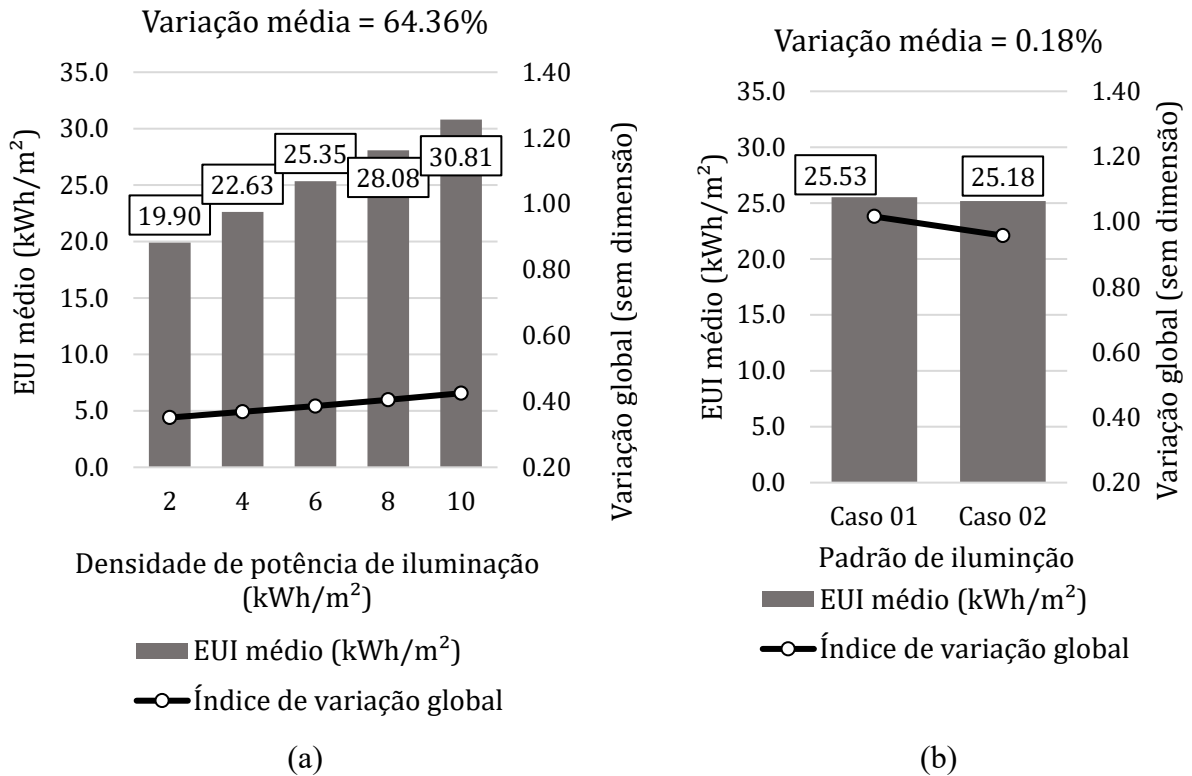 Variação média = 64.36%
35.0
30.0
25.0
20.0
15.0
10.0
5.0
0.0
EUI médio (kWh/m²)
1.40
1.20
1.00
0.80
0.60
0.40
0.20
Variação global (sem dimensão)
19.90
22.63
25.35
28.08
30.81
2 4 6 8 10
Densidade de potência de iluminação
(kWh/m²)
EUI médio (kWh/m²)
Índice de variação global
(a)
Variação média = 0.18%
35.0
30.0
25.0
20.0
15.0
10.0
5.0
0.0
EUI médio (kWh/m²)
1.40
1.20
1.00
0.80
0.60
0.40
0.20
Variação global (sem dimensão)
25.53
25.18
Caso 01 Caso 02
Padrão de iluminção
EUI médio (kWh/m²)
Índice de variação global
(b)